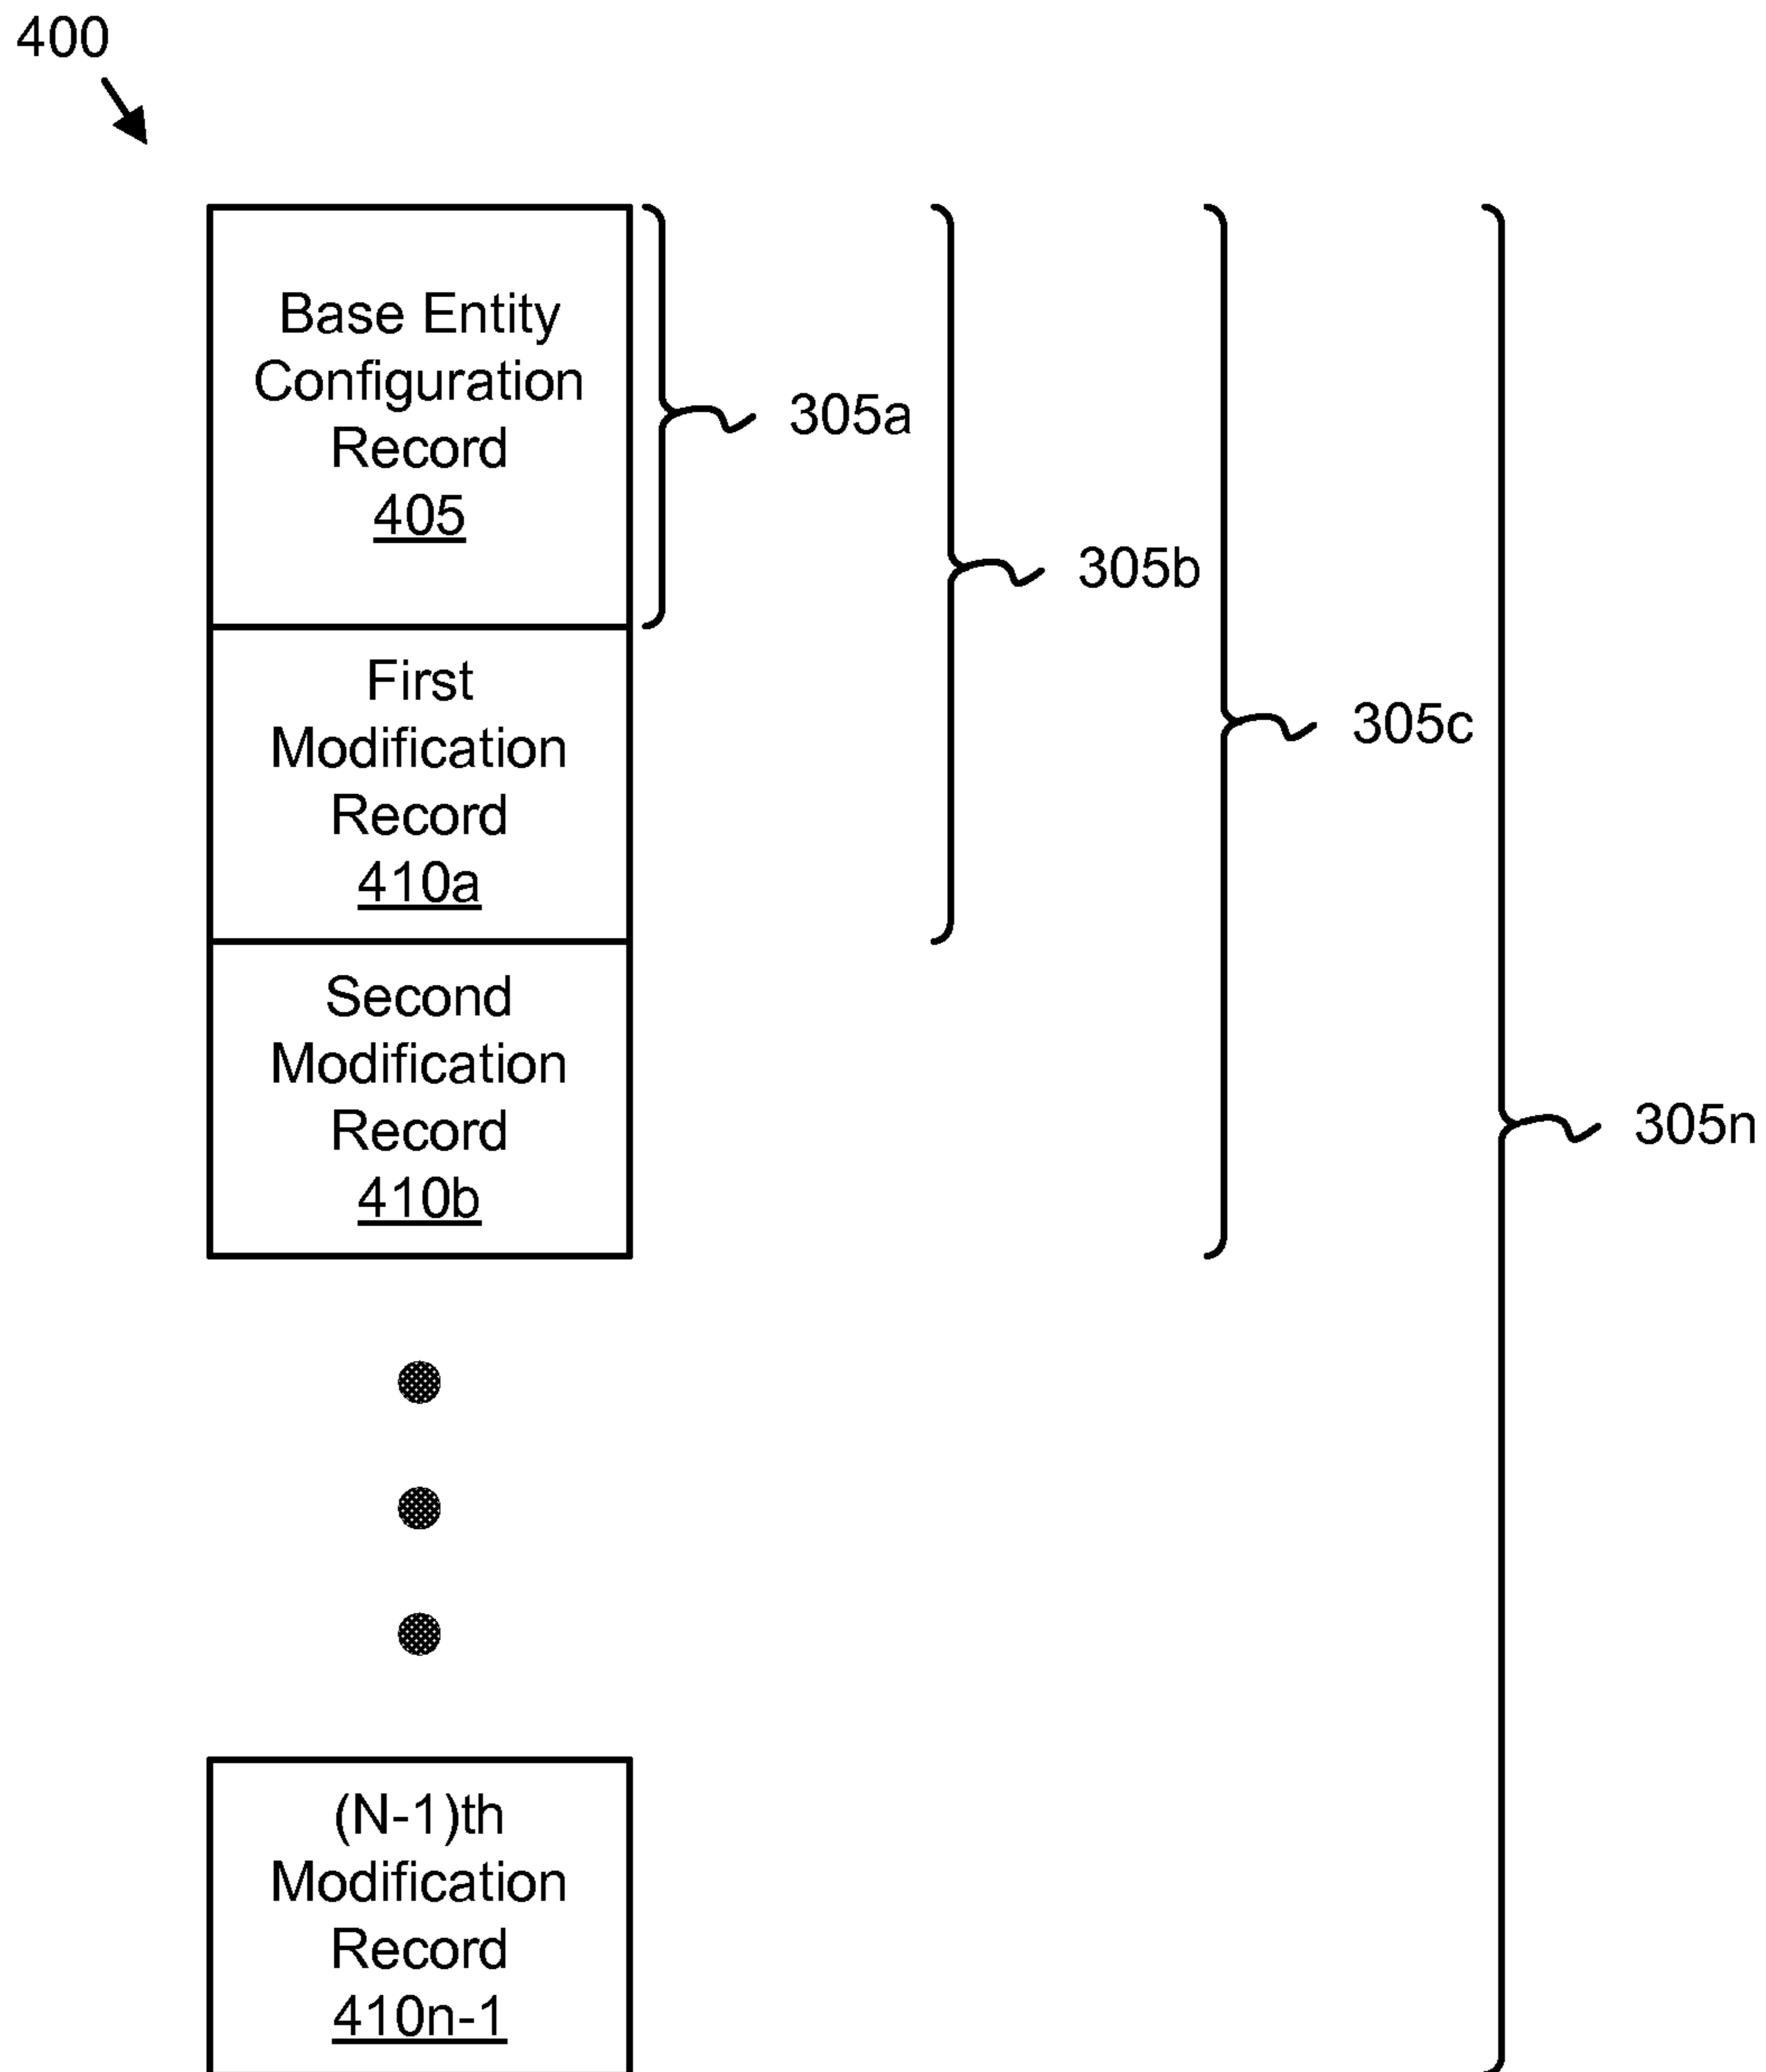 400
Base Entity
Configuration
Record
405
305a
305b
First
Modification
Record
410a
305c
Second
Modification
Record
410b
305n
(N-1)th
Modification
Record
410n-1